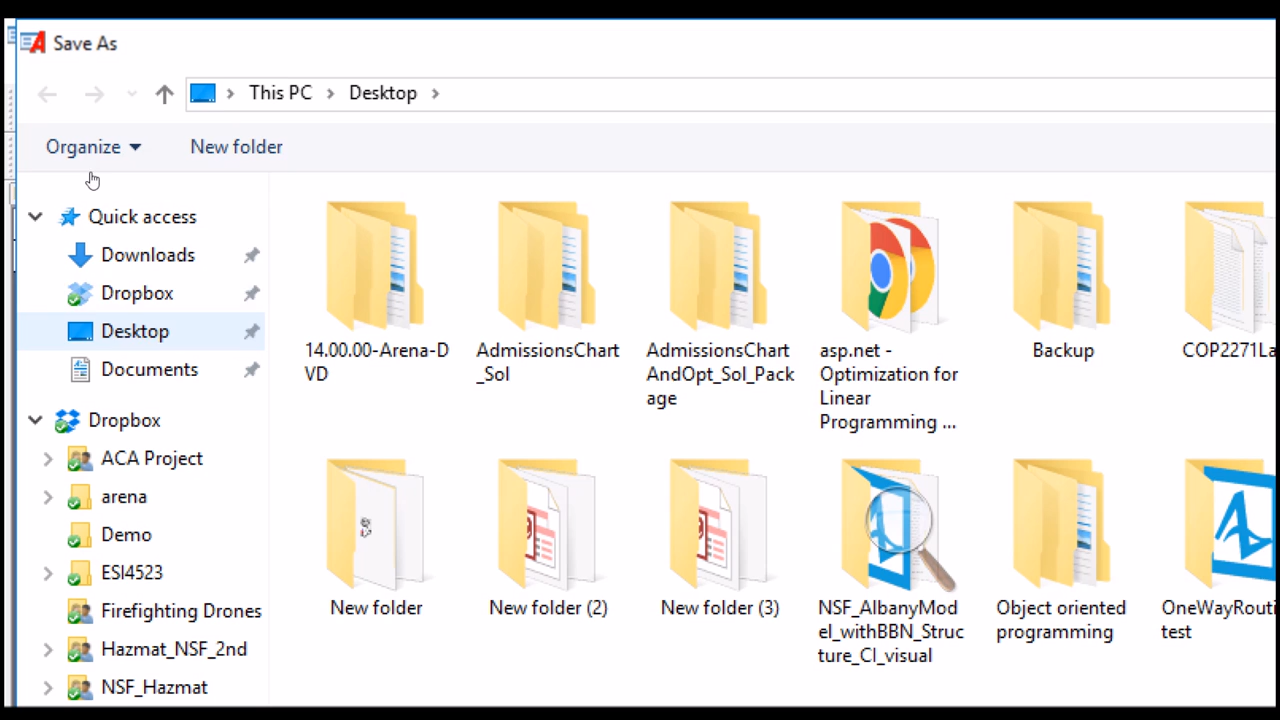 Save As
This PC > Desktop >
Organize New folder
Quick access
Downloads
Dropbox
Desktop
Documents
Dropbox
ACA Project
arena
Demo
ESI4523
Firefighting Drones
Hazmat_NSF_2nd
NSF_Hazmat
14.00.00-Arena-D
VD
AdmissionsChart
_Sol
AdmissionsChart
AndOpt_Sol_Pack
age
asp.net -
Optimization for
Linear
Programming ...
Backup
COP2271La
New folder
New folder (2)
New folder (3)
NSF_AlbanyMod
el_withBBN_Struc
ture_CI_visual
Object oriented
programming
OneWayRouti
test